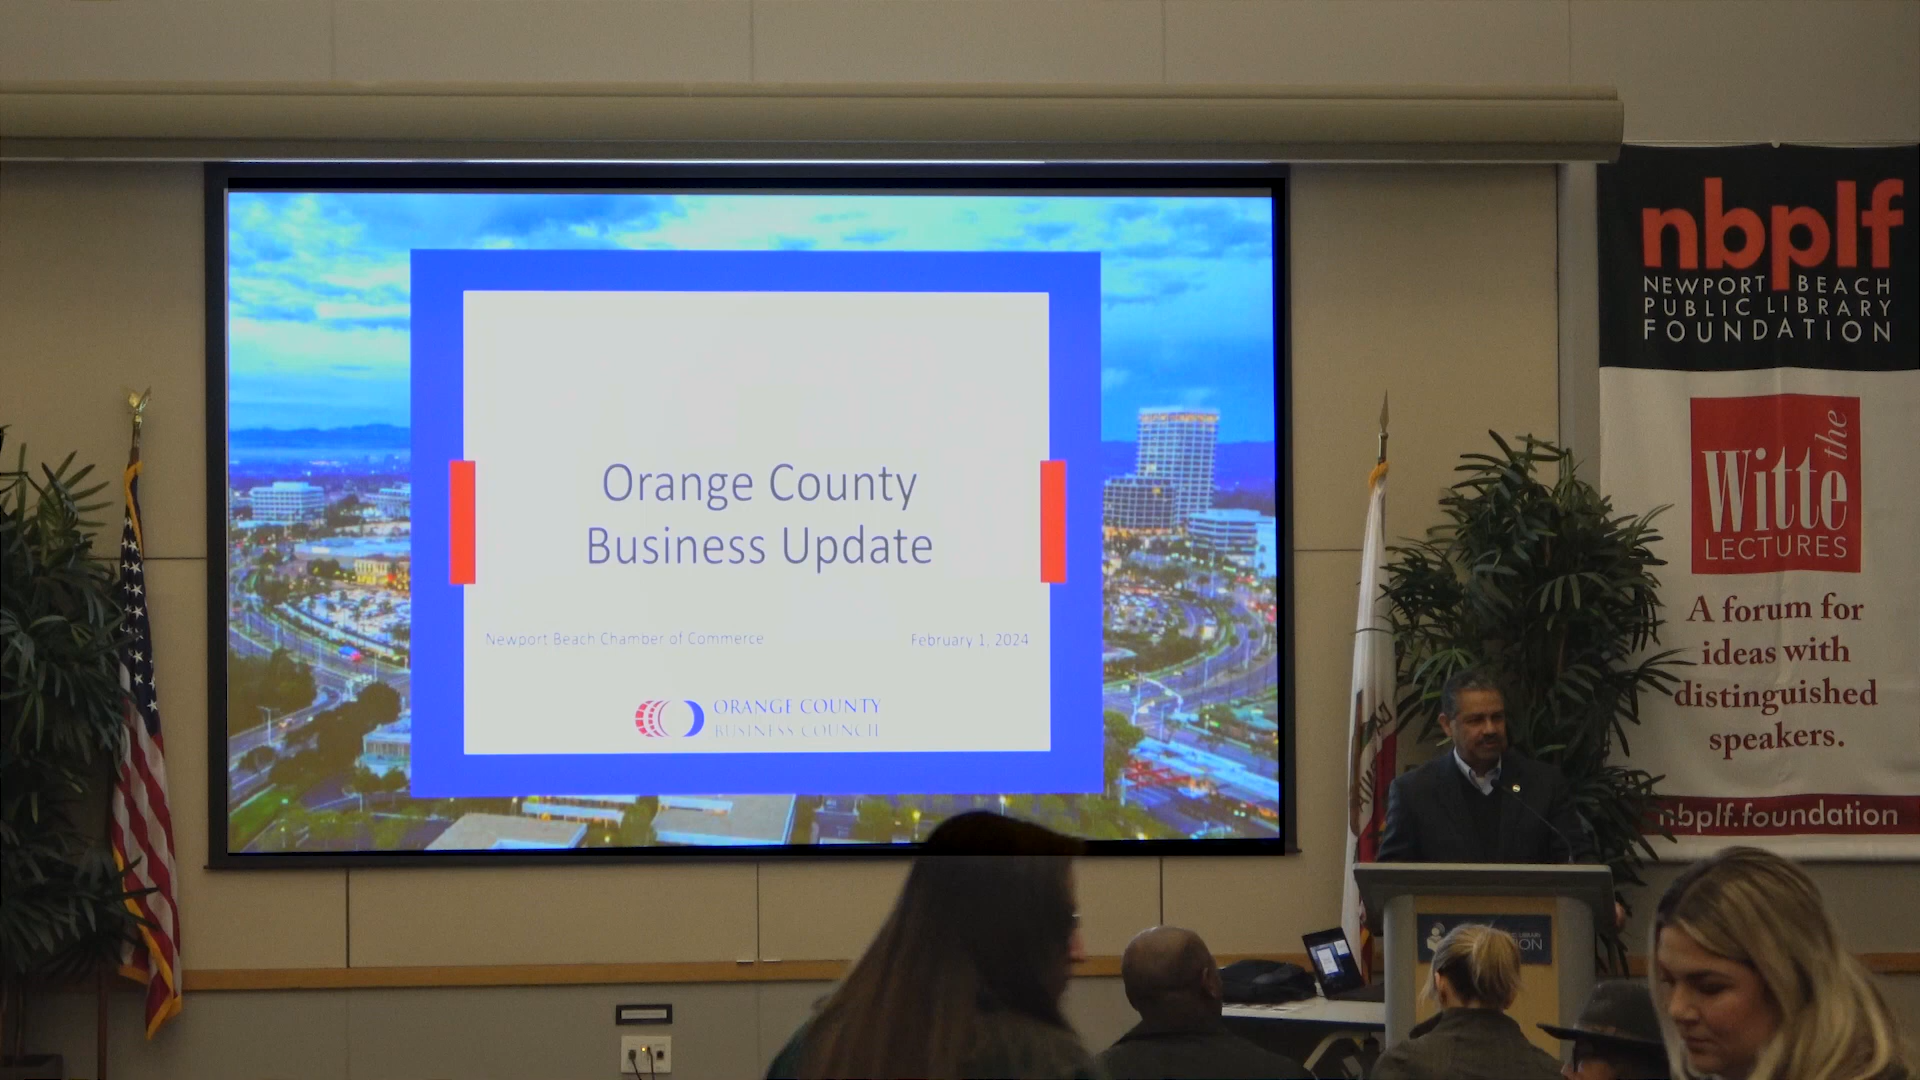 Orange County
Business Update
Newport Beach Chamber of Commerce
February 1, 2024
ORANGE COUNTY
BUSINESS COUNCIL
nbplf
NEWPORT BEACH
PUBLIC LIBRARY
FOUNDATION
the
Witte
LECTURES
A forum for
ideas with
distinguished
speakers.
nbplf.foundation